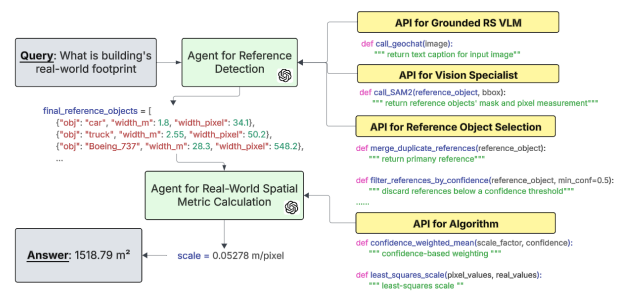 Query: What is building's
real-world footprint
Agent for Reference
Detection
final_reference_objects = [
{"obj": "car", "width_m": 1.8, "width_pixel": 34.1},
{"obj": "truck", "width_m": 2.55, "width_pixel": 50.2},
{"obj": "Boeing_737", "width_m": 28.3, "width_pixel": 548.2},
...
Agent for Real-World Spatial
Metric Calculation
Answer: 1518.79 m²
scale = 0.05278 m/pixel
API for Grounded RS VLM
def call_geochat(image):
""" return text caption for input image""
API for Vision Specialist
def call_SAM2(reference_object, bbox):
""" return reference objects' mask and pixel measurement"""
API for Reference Object Selection
def merge_duplicate_references(reference_object):
""" return primary reference"""
def filter_references_by_confidence(reference_object, min_conf=0.5):
""" discard references below a confidence threshold"""
......
API for Algorithm
def confidence_weighted_mean(scale_factor, confidence):
""" confidence-based weighting """
def least_squares_scale(pixel_values, real_values):
""" least-squares scale ""